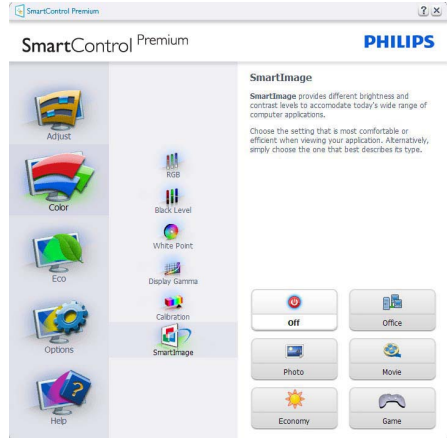 SmartControl Premium
? X
SmartControl Premium
PHILIPS
Adjust
Color
Eco
Options
Help
RGB
Black Level
White Point
Display Gamma
Calibration
SmartImage
SmartImage
SmartImage provides different brightness and
contrast levels to accomodate today's wide range of
computer applications.
Choose the setting that is most comfortable or
efficient when viewing your application. Alternatively,
simply choose the one that best describes its type.
Off
Office
Photo
Movie
Economy
Game